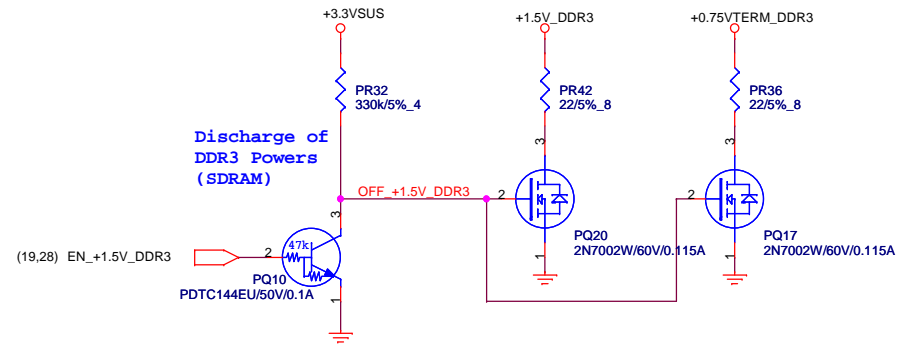 +3.3VSUS
+1.5V_DDR3
+0.75VTERM_DDR3
PR32
330k/5%_4
PR42
22/5%_8
PR36
22/5%_8
Discharge of
DDR3 Powers
(SDRAM)
3
3
3
OFF_+1.5V_DDR3
2
2
(19,28) EN_+1.5V_DDR3
2
47k
PQ10
PDTC144EU/50V/0.1A
1
PQ20
2N7002W/60V/0.115A
1
PQ17
2N7002W/60V/0.115A
1